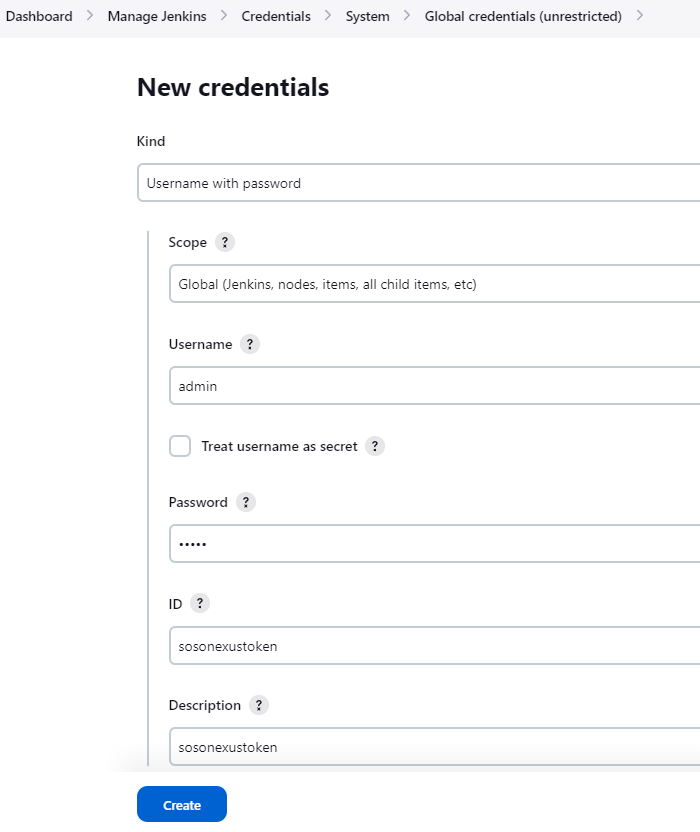 Dashboard > Manage Jenkins > Credentials > System > Global credentials (unrestricted) >
New credentials
Kind
Username with password
Scope ?
Global (Jenkins, nodes, items, all child items, etc)
Username ?
admin
Treat username as secret ?
Password ?
•••••
ID ?
sosonexustoken
Description ?
sosonexustoken
Create